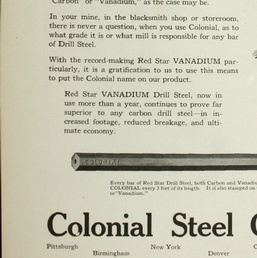 "Carbon" or "Vanadium," as the case may be.
In your mine, in the blacksmith shop or storeroom,
there is never a question, when you use Colonial, as to
what grade it is or what mill is responsible for any bar
of Drill Steel.
With the record-making Red Star VANADIUM par-
ticularly, it is a gratification to us to use this means
to put the Colonial name on our product.
Red Star VANADIUM Drill Steel, now in
use more than a year, continues to prove far
superior to any carbon drill steel—in in-
creased footage, reduced breakage, and ulti-
mate economy.
COLONIAL
Every bar of Red Star Drill Steel, both Carbon and Vanadiu
COLONIAL every 3 feet of its length. It is also stamped on
or "Vanadium."
Colonial Steel C
Pittsburgh New York C
Birmingham Denver